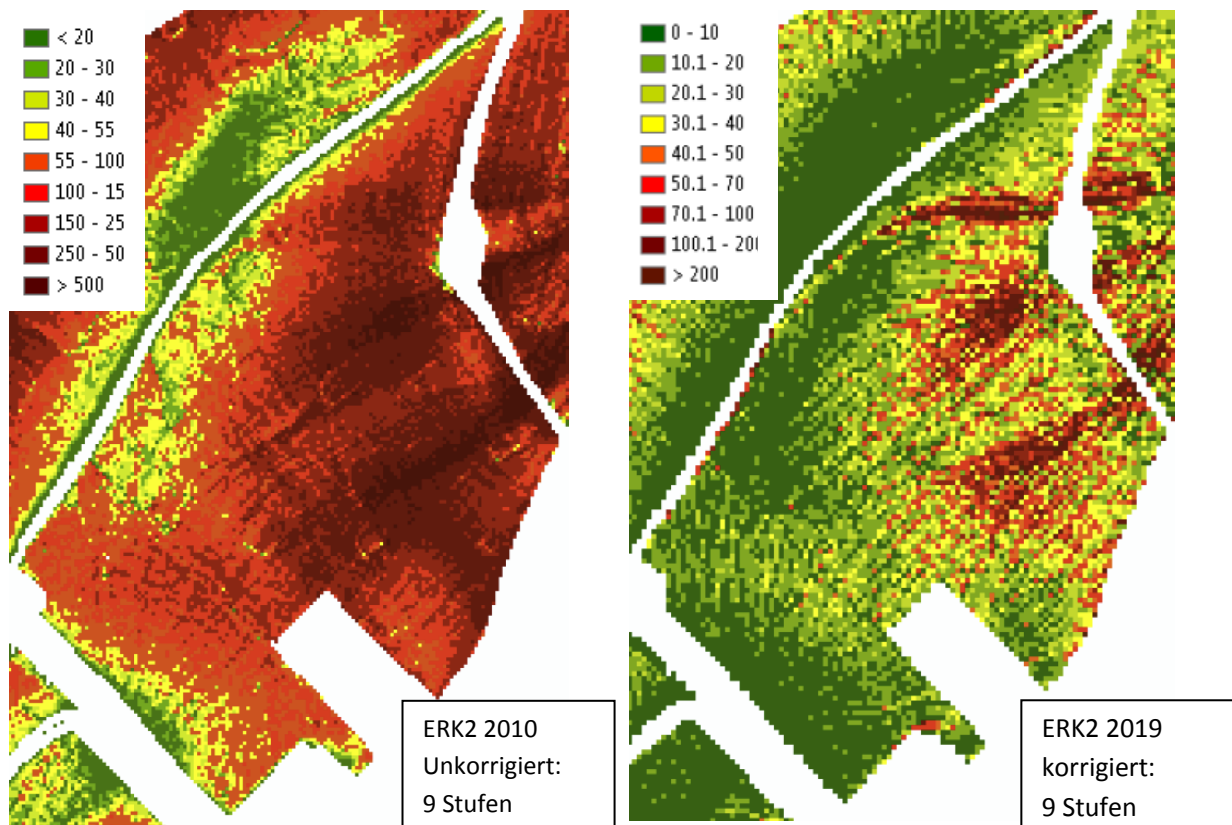 < 20
20 - 30
30 - 40
40 - 55
55 - 100
100 - 15
150 - 25
250 - 50
> 500
ERK2 2010
Unkorrigiert:
9 Stufen
0 - 10
10.1 - 20
20.1 - 30
30.1 - 40
40.1 - 50
50.1 - 70
70.1 - 100
100.1 - 20
> 200
ERK2 2019
korrigiert:
9 Stufen